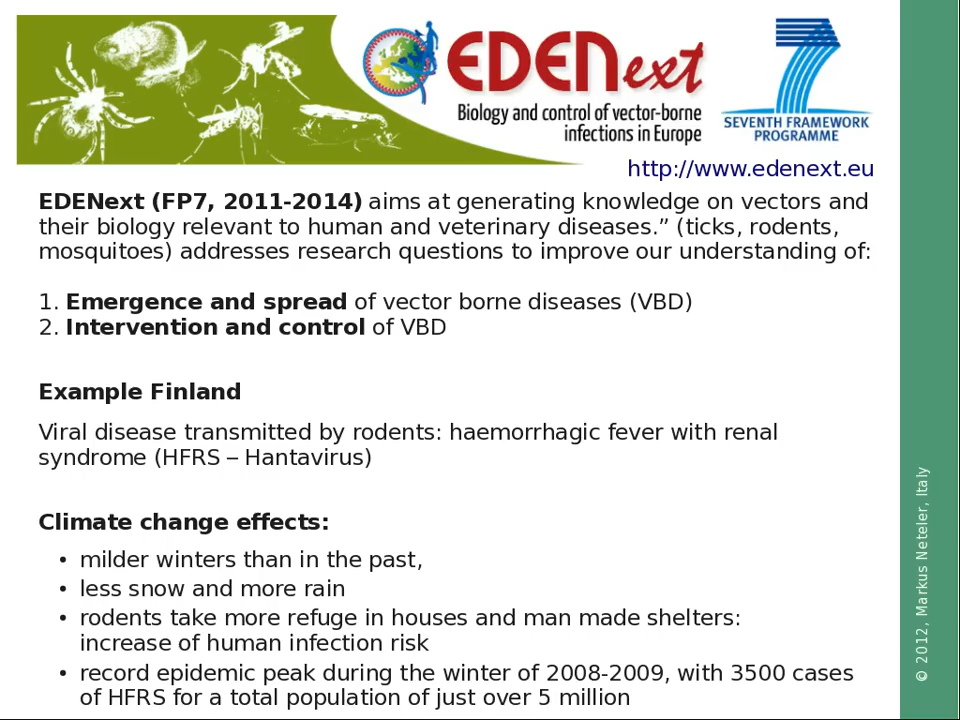 EDENext
Biology and control of vector-borne
infections in Europe
7
SEVENTH FRAMEWORK
PROGRAMME
http://www.edenext.eu
EDENext (FP7, 2011-2014) aims at generating knowledge on vectors and
their biology relevant to human and veterinary diseases.” (ticks, rodents,
mosquitoes) addresses research questions to improve our understanding of:
1. Emergence and spread of vector borne diseases (VBD)
2. Intervention and control of VBD
Example Finland
Viral disease transmitted by rodents: haemorrhagic fever with renal
syndrome (HFRS – Hantavirus)
Climate change effects:
• milder winters than in the past,
• less snow and more rain
• rodents take more refuge in houses and man made shelters:
increase of human infection risk
• record epidemic peak during the winter of 2008-2009, with 3500 cases
of HFRS for a total population of just over 5 million
© 2012, Markus Neteler, Italy